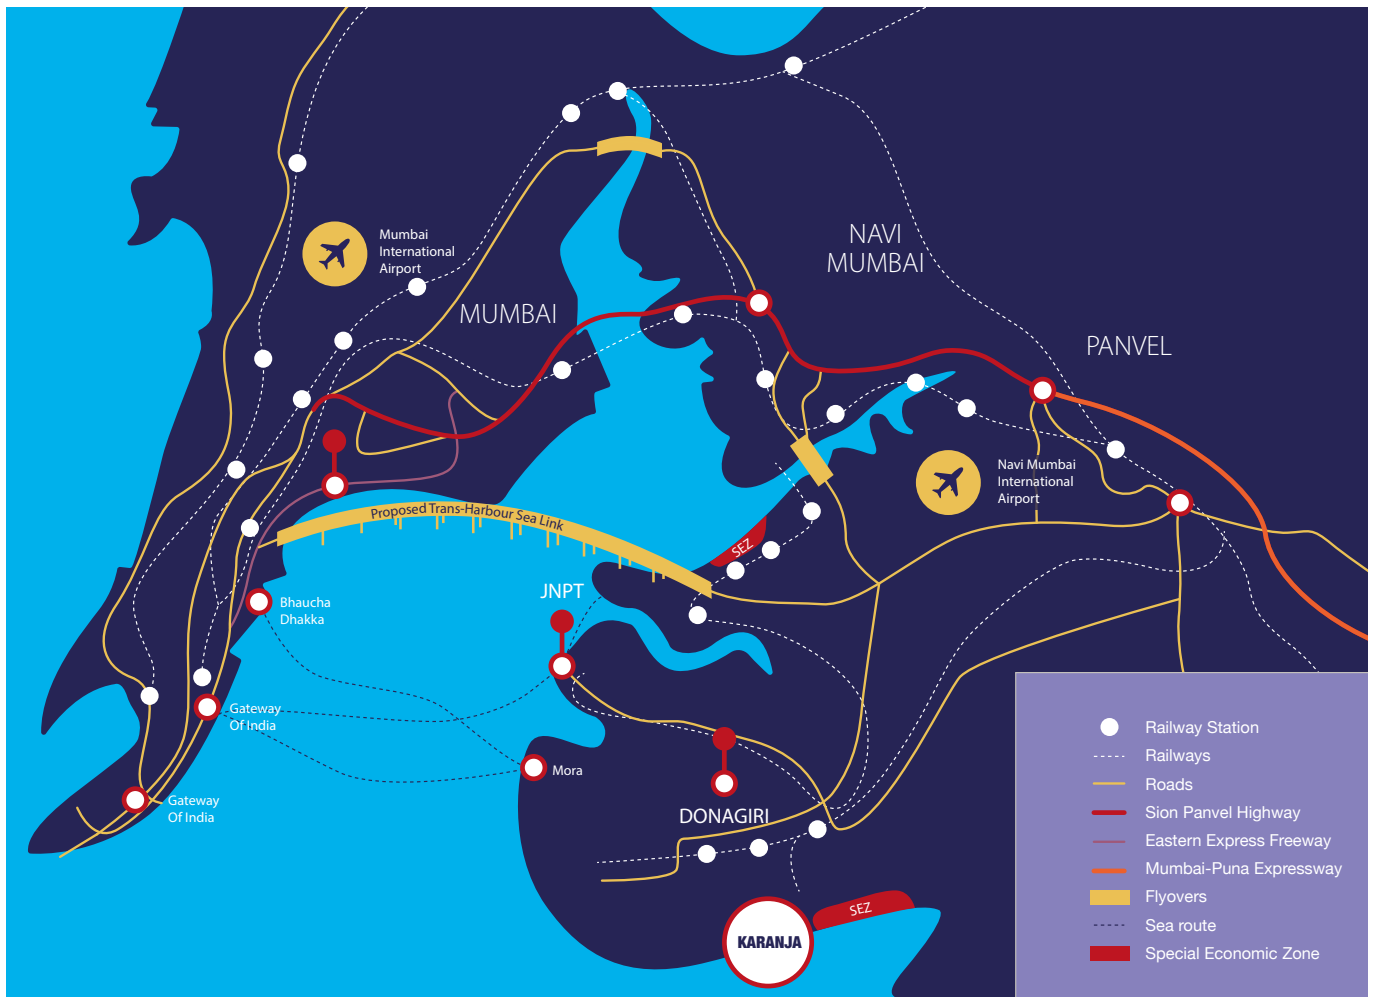 Mumbai
International
Airport
NAVI
MUMBAI
MUMBAI
PANVEL
Navi Mumbai
International
Airport
Proposed Trans-Harbour Sea Link
SEZ
JNPT
Bhaucha
Dhakka
Gateway
Of India
Mora
Gateway
Of India
DONAGIRI
SEZ
KARANJA
Railway Station
Railways
Roads
Sion Panvel Highway
Eastern Express Freeway
Mumbai-Puna Expressway
Flyovers
Sea route
Special Economic Zone